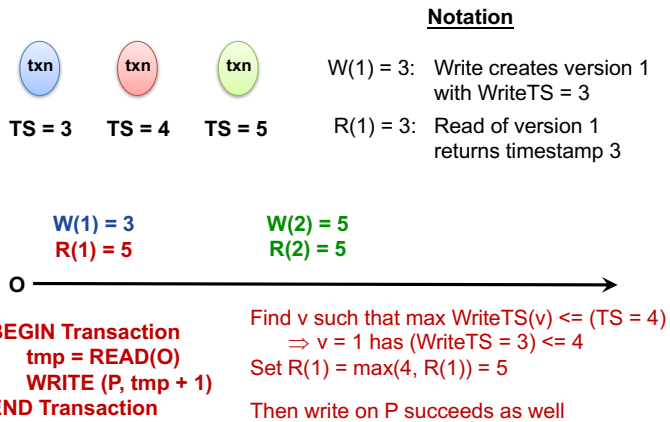 Notation
txn txn txn
W(1) = 3: Write creates version 1
with WriteTS = 3
TS = 3 TS = 4 TS = 5
R(1) = 3: Read of version 1
returns timestamp 3
W(1) = 3 W(2) = 5
R(1) = 5 R(2) = 5
O
BEGIN Transaction
tmp = READ(O)
WRITE (P, tmp + 1)
END Transaction
Find v such that max WriteTS(v) <= (TS = 4)
⇒ v = 1 has (WriteTS = 3) <= 4
Set R(1) = max(4, R(1)) = 5
Then write on P succeeds as well